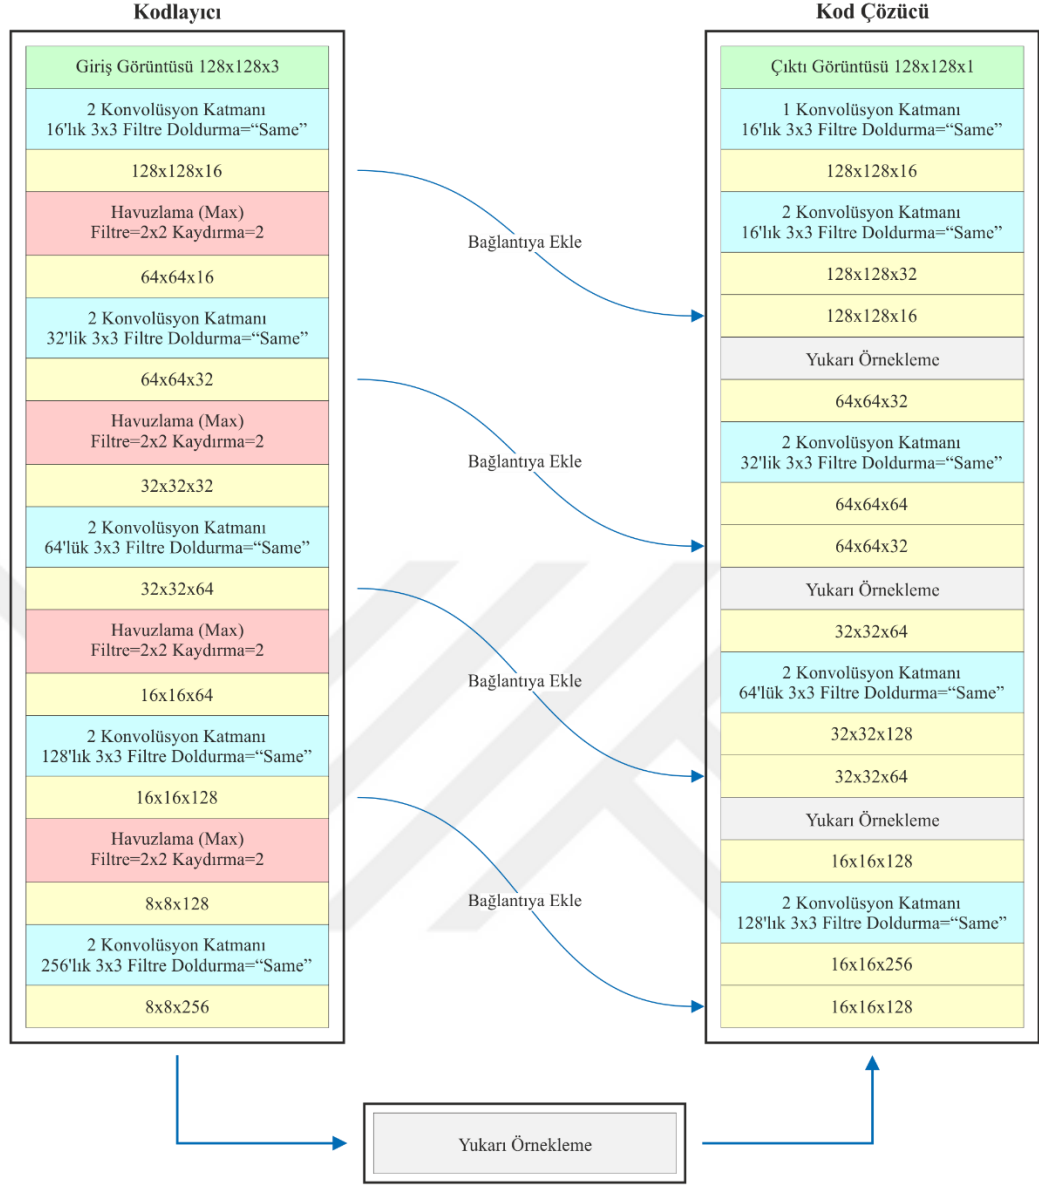 Kodlayıcı
Giriş Görüntüsü 128x128x3
2 Konvolüsyon Katmanı
16'lık 3x3 Filtre Doldurma=“Same”
128x128x16
Havuzlama (Max)
Filtre=2x2 Kaydırma=2
64x64x16
2 Konvolüsyon Katmanı
32'lik 3x3 Filtre Doldurma=“Same”
64x64x32
Havuzlama (Max)
Filtre=2x2 Kaydırma=2
32x32x32
2 Konvolüsyon Katmanı
64'lük 3x3 Filtre Doldurma=“Same”
32x32x64
Havuzlama (Max)
Filtre=2x2 Kaydırma=2
16x16x64
2 Konvolüsyon Katmanı
128'lık 3x3 Filtre Doldurma=“Same”
16x16x128
Havuzlama (Max)
Filtre=2x2 Kaydırma=2
8x8x128
2 Konvolüsyon Katmanı
256'lık 3x3 Filtre Doldurma=“Same”
8x8x256
Bağlantıya Ekle
Bağlantıya Ekle
Bağlantıya Ekle
Bağlantıya Ekle
Yukarı Örnekleme
Kod Çözücü
Çıktı Görüntüsü 128x128x1
1 Konvolüsyon Katmanı
16'lık 3x3 Filtre Doldurma=“Same”
128x128x16
2 Konvolüsyon Katmanı
16'lık 3x3 Filtre Doldurma=“Same”
128x128x32
128x128x16
Yukarı Örnekleme
64x64x32
2 Konvolüsyon Katmanı
32'lik 3x3 Filtre Doldurma=“Same”
64x64x64
64x64x32
Yukarı Örnekleme
32x32x64
2 Konvolüsyon Katmanı
64'lük 3x3 Filtre Doldurma=“Same”
32x32x128
32x32x64
Yukarı Örnekleme
16x16x128
2 Konvolüsyon Katmanı
128'lık 3x3 Filtre Doldurma=“Same”
16x16x256
16x16x128